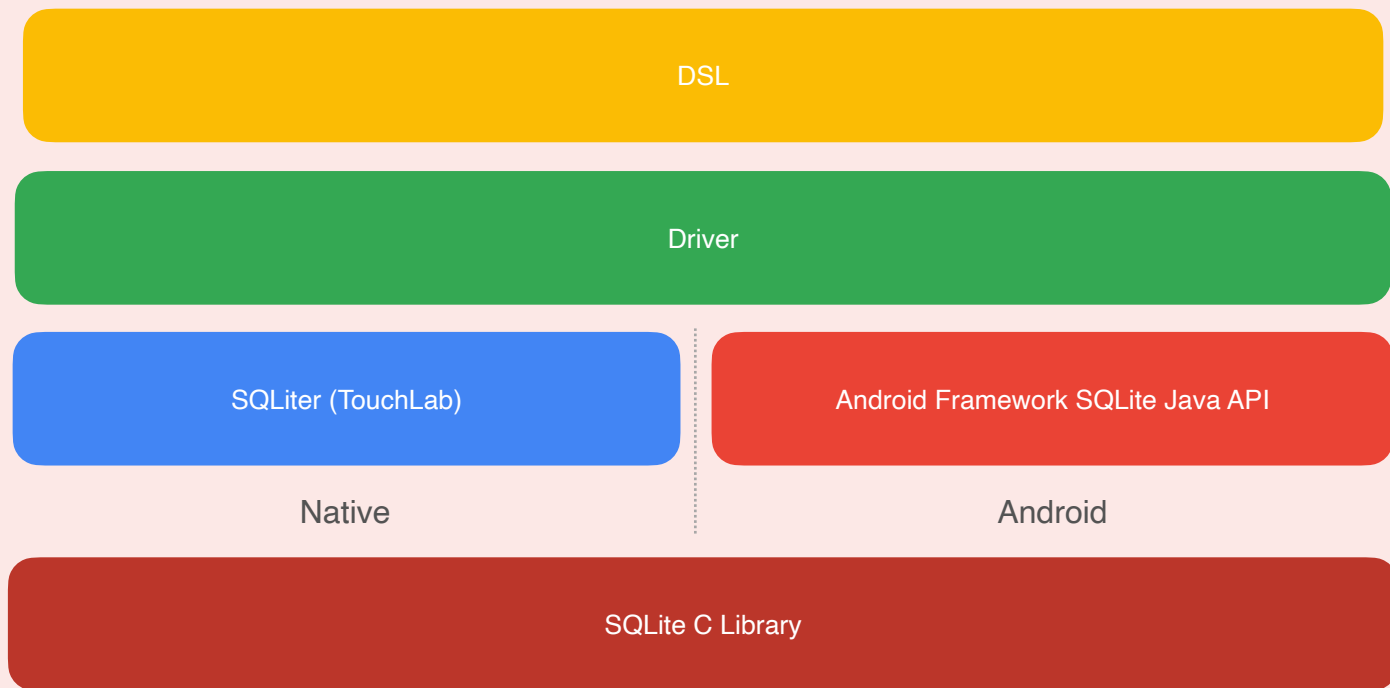 DSL
Driver
SQLiter (TouchLab)
Android Framework SQLite Java API
Native
Android
SQLite C Library